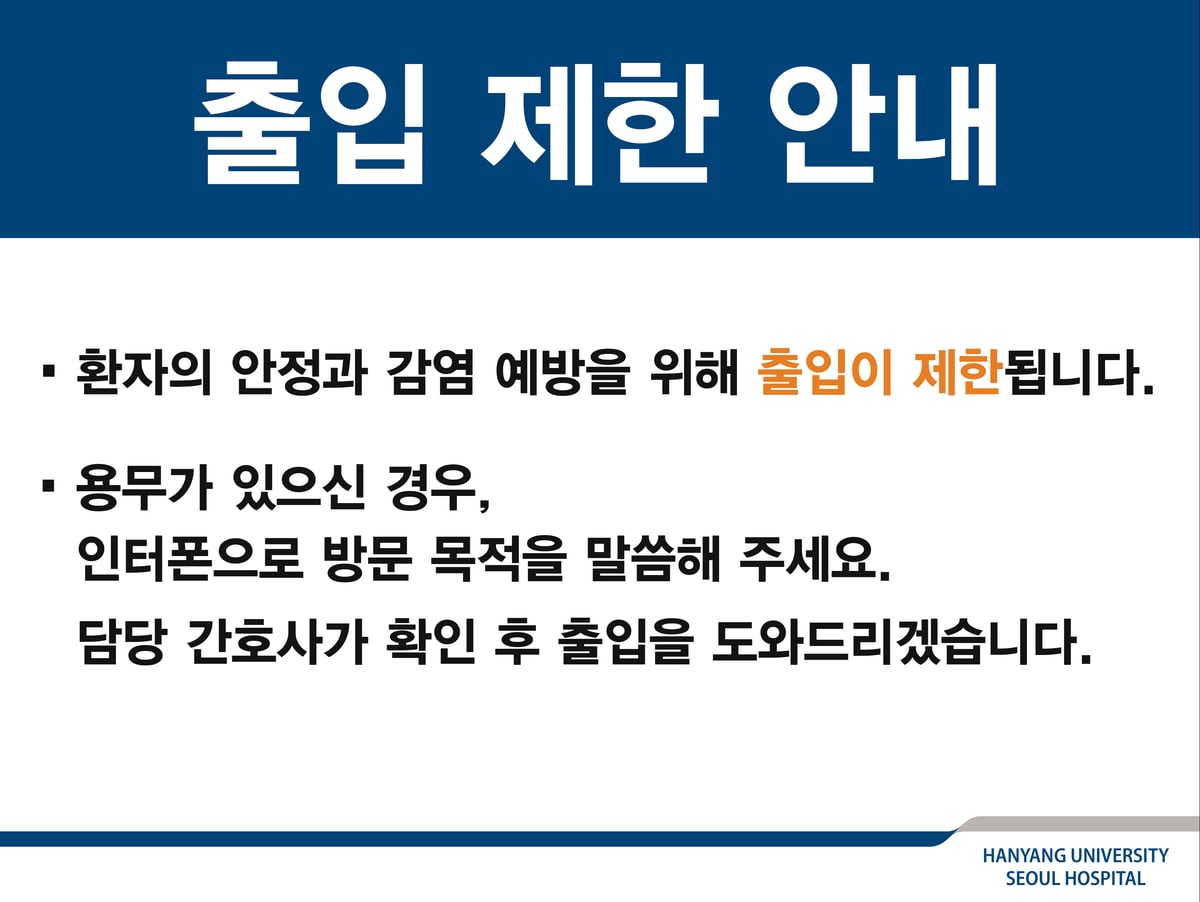 출입 제한 안내
▪ 환자의 안정과 감염 예방을 위해 출입이 제한됩니다.
▪ 용무가 있으신 경우,
인터폰으로 방문 목적을 말씀해 주세요.
담당 간호사가 확인 후 출입을 도와드리겠습니다.
HANYANG UNIVERSITY
SEOUL HOSPITAL